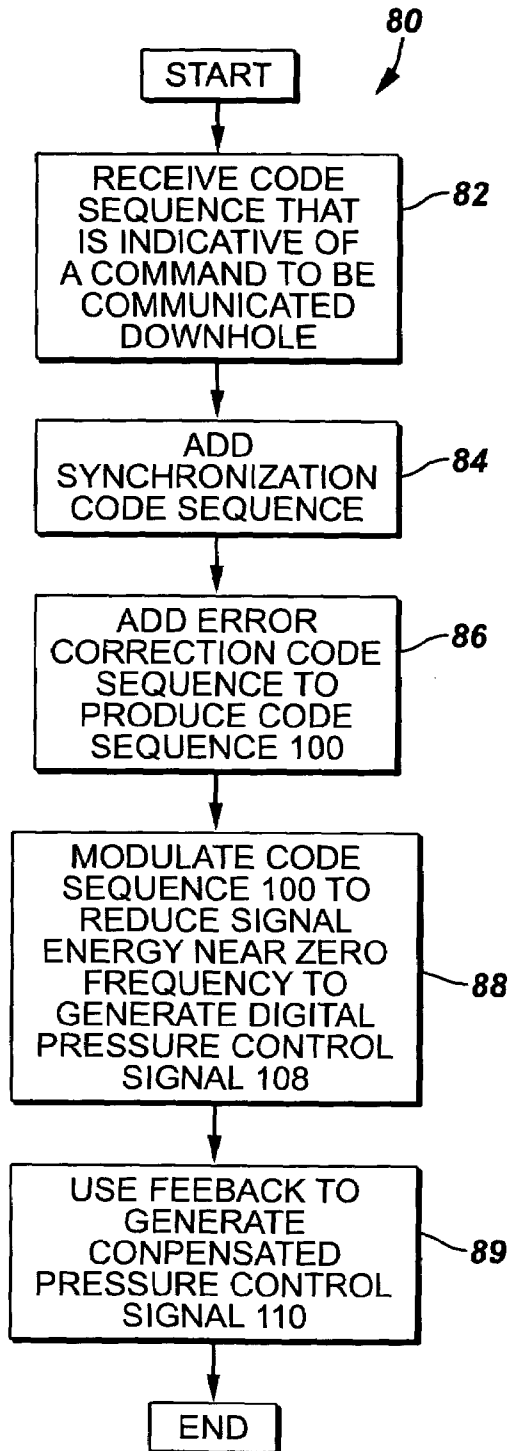 80
START
RECEIVE CODE
SEQUENCE THAT
IS INDICATIVE OF
A COMMAND TO BE
COMMUNICATED
DOWNHOLE
82
ADD
SYNCHRONIZATION
CODE SEQUENCE
84
ADD ERROR
CORRECTION CODE
SEQUENCE TO
PRODUCE CODE
SEQUENCE 100
86
MODULATE CODE
SEQUENCE 100 TO
REDUCE SIGNAL
ENERGY NEAR ZERO
FREQUENCY TO
GENERATE DIGITAL
PRESSURE CONTROL
SIGNAL 108
88
USE FEEBACK TO
GENERATE
CONPENSATED
PRESSURE CONTROL
SIGNAL 110
89
END